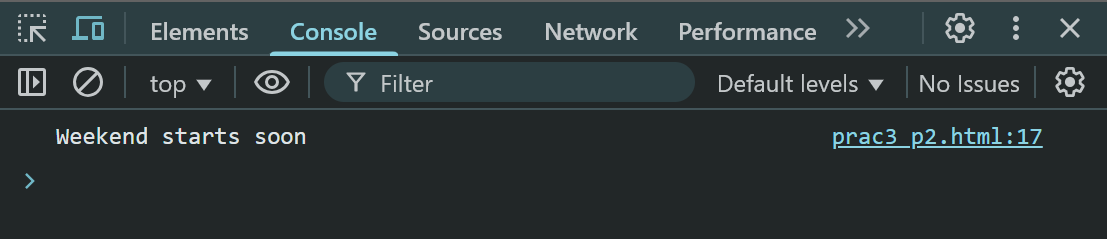 Elements Console Sources Network Performance
top Filter Default levels No Issues
Weekend starts soon prac3_p2.html:17